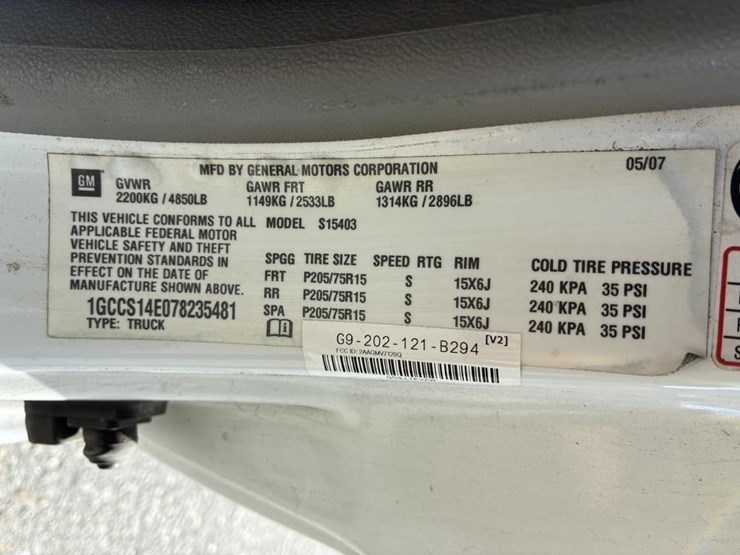 MFD BY GENERAL MOTORS CORPORATION 05/07
GM GVWR GAWR FRT GAWR RR
2200KG / 4850LB 1149KG / 2533LB 1314KG / 2896LB
THIS VEHICLE CONFORMS TO ALL MODEL S15403
APPLICABLE FEDERAL MOTOR
VEHICLE SAFETY AND THEFT
PREVENTION STANDARDS IN
EFFECT ON THE DATE OF
MANUFACTURE SHOWN ABOVE.
1GCCS14E078235481
TYPE: TRUCK
SPGG TIRE SIZE SPEED RTG RIM COLD TIRE PRESSURE
FRT P205/75R15 S 15X6J 240 KPA 35 PSI
RR P205/75R15 S 15X6J 240 KPA 35 PSI
SPA P205/75R15 S 15X6J 240 KPA 35 PSI
G9-202-121-B294 [V2]